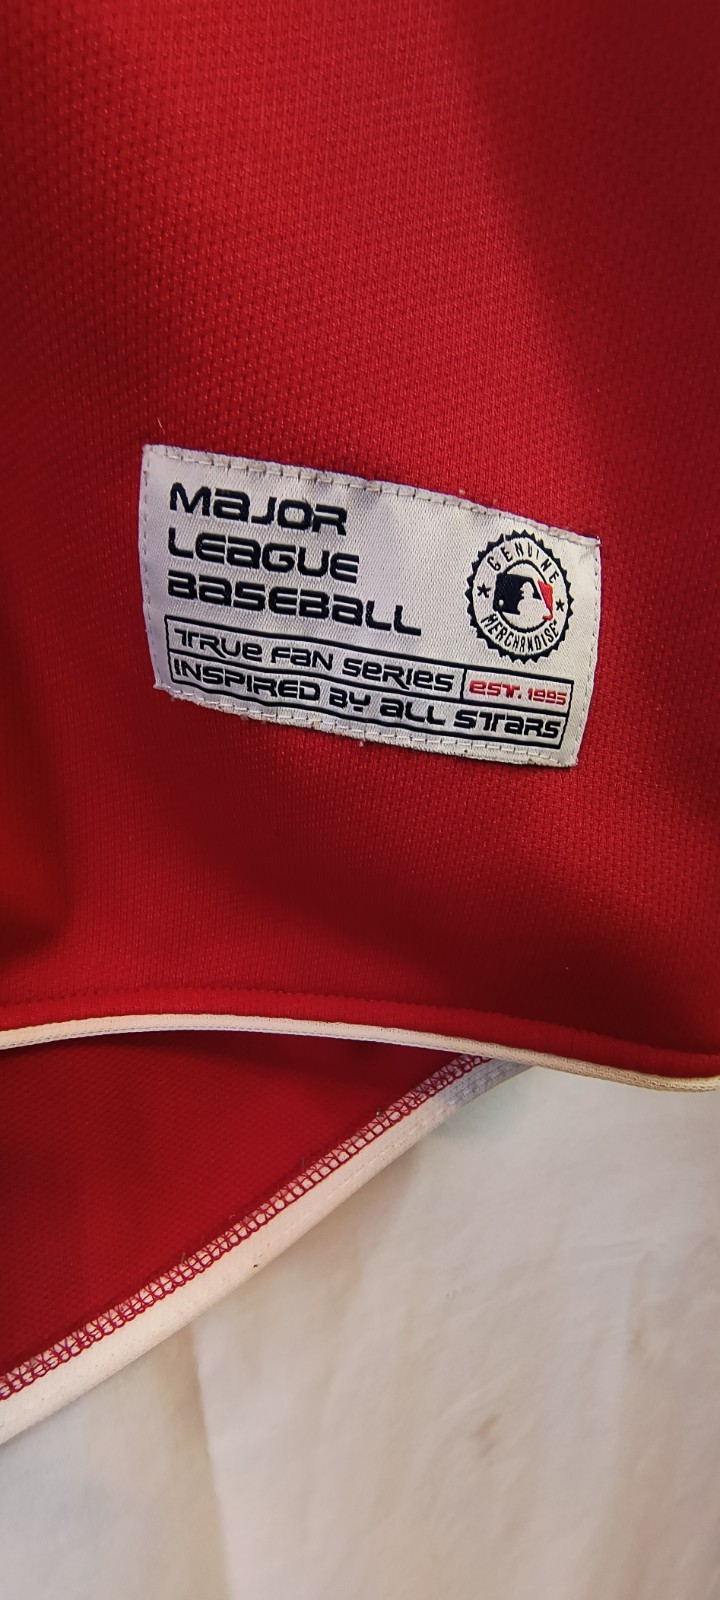 MAJOR
LEAGUE
BASEBALL
TRUE FAN SERIES
EST. 1995
INSPIRED BY ALL STARS
GENUINE
MERCHANDISE